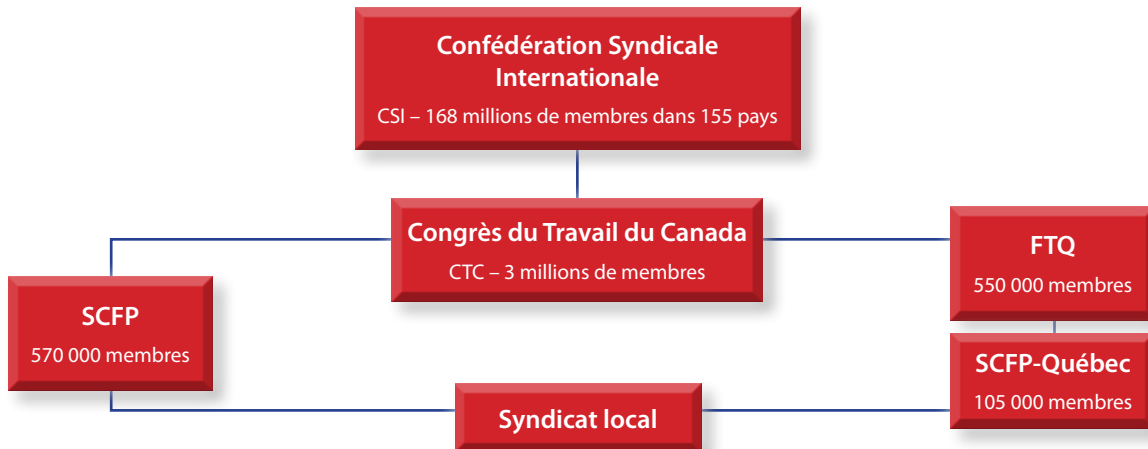 Confédération Syndicale
Internationale
CSI – 168 millions de membres dans 155 pays
Congrès du Travail du Canada
CTC – 3 millions de membres
FTQ
550 000 membres
SCFP
570 000 membres
SCFP-Québec
105 000 membres
Syndicat local